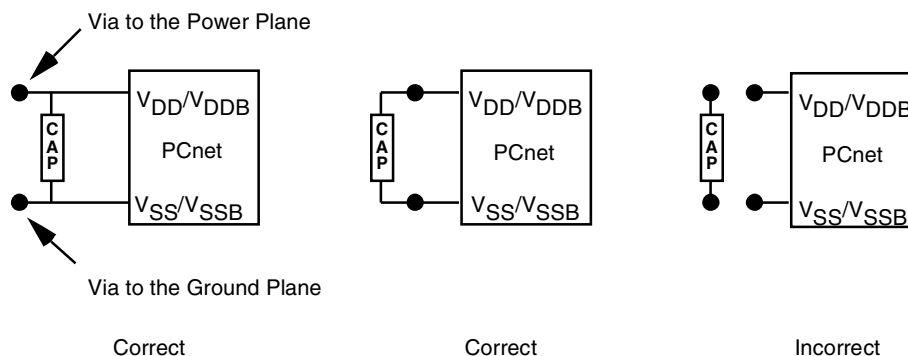 Via to the Power Plane
VDD/VDDB
CAP
PCnet
VSS/VSSB
Via to the Ground Plane
Correct
VDD/VDDB
CAP
PCnet
VSS/VSSB
Correct
VDD/VDDB
CAP
PCnet
VSS/VSSB
Incorrect